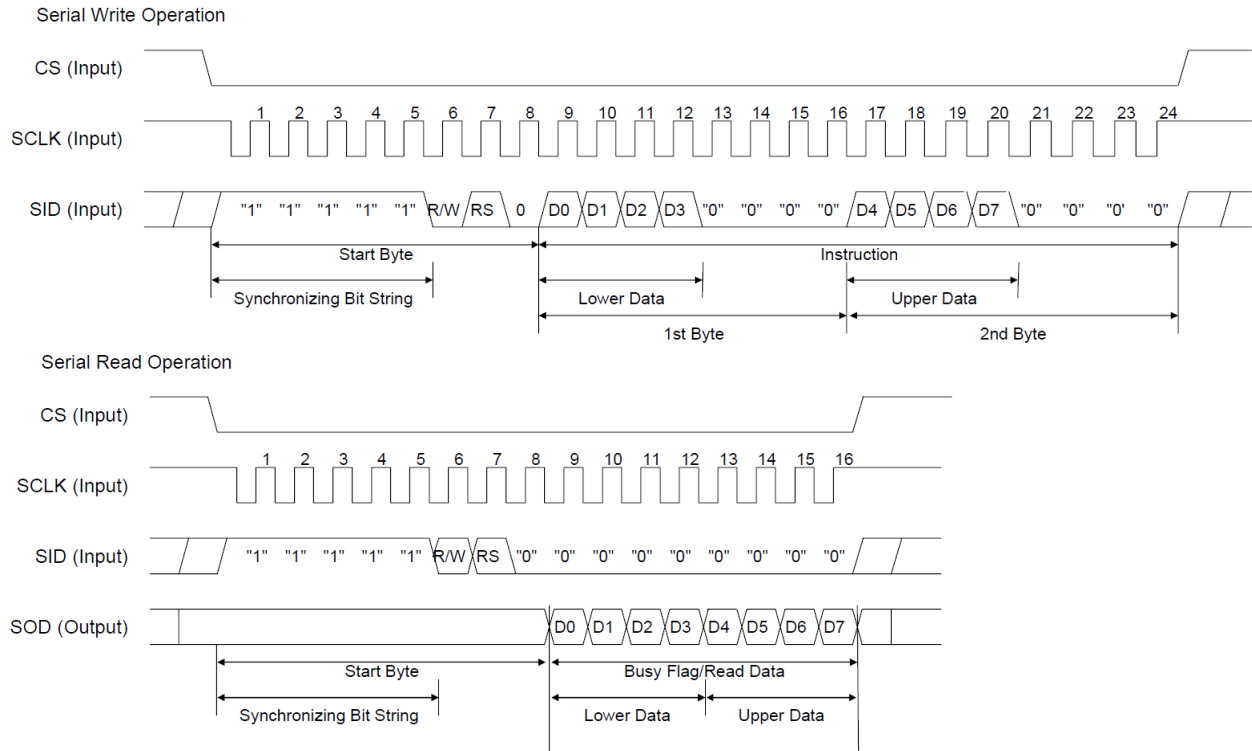 Serial Write Operation
CS (Input)
1 2 3 4 5 6 7 8 9 10 11 12 13 14 15 16 17 18 19 20 21 22 23 24
SCLK (Input)
SID (Input) "1" "1" "1" "1" "1" R/W RS 0 D0 D1 D2 D3 "0" "0" "0" "0" D4 D5 D6 D7 "0" "0" "0' "0"
Start Byte Instruction
Synchronizing Bit String Lower Data Upper Data
1st Byte 2nd Byte
Serial Read Operation
CS (Input)
1 2 3 4 5 6 7 8 9 10 11 12 13 14 15 16
SCLK (Input)
SID (Input) "1" "1" "1" "1" "1" R/W RS "0" "0" "0" "0" "0" "0" "0" "0" "0"
SOD (Output) D0 D1 D2 D3 D4 D5 D6 D7
Start Byte Busy Flag/Read Data
Synchronizing Bit String Lower Data Upper Data